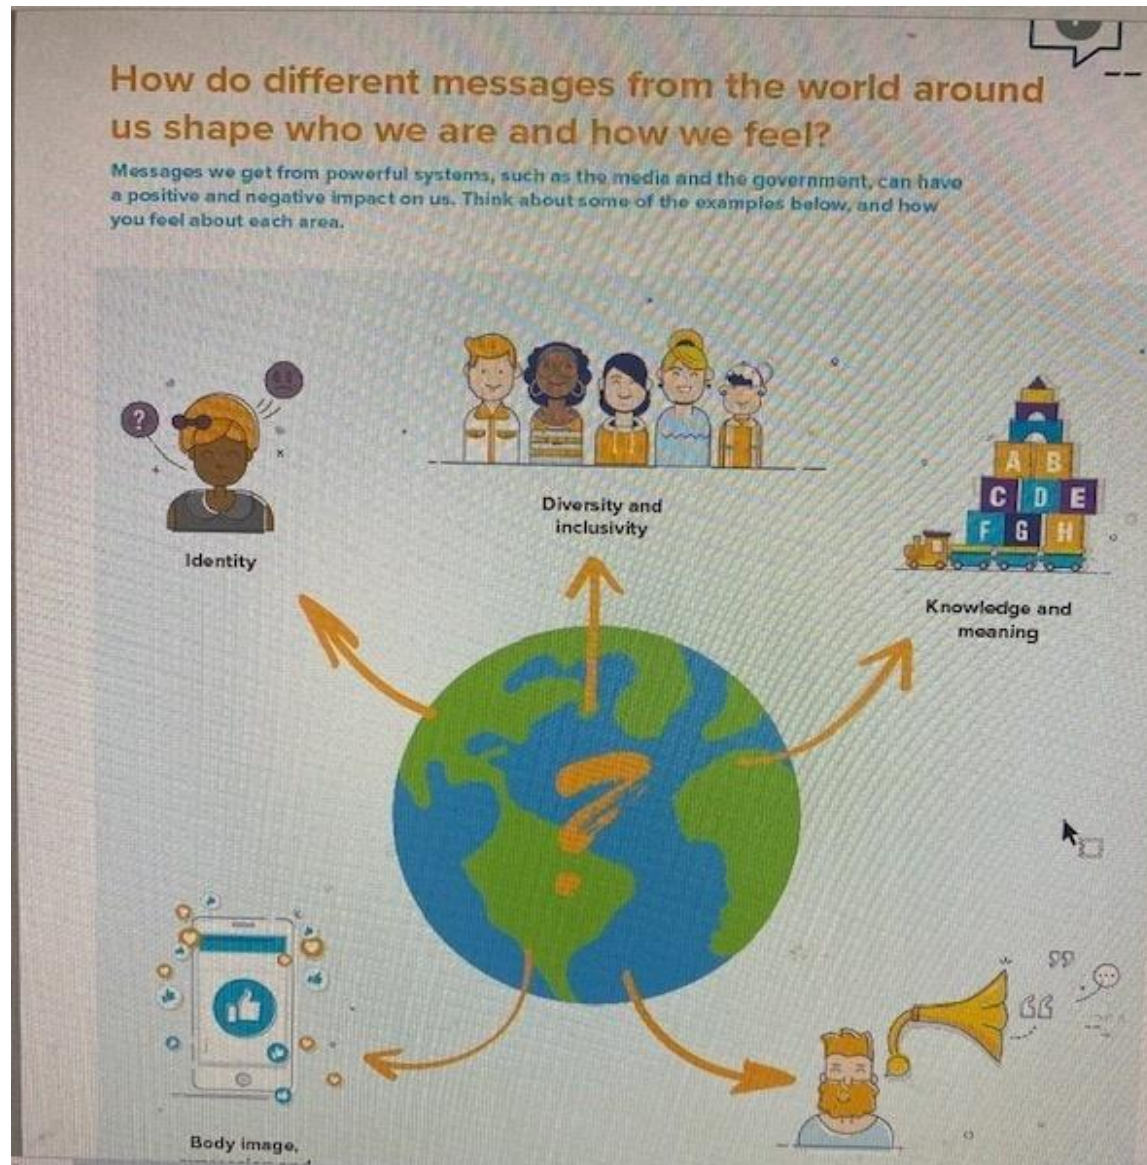 How do different messages from the world around
us shape who we are and how we feel?
Messages we get from powerful systems, such as the media and the government, can have
a positive and negative impact on us. Think about some of the examples below, and how
you feel about each area.
?
Identity
Diversity and
inclusivity
A B
C D E
F G H
Knowledge and
meaning
?
Body image,